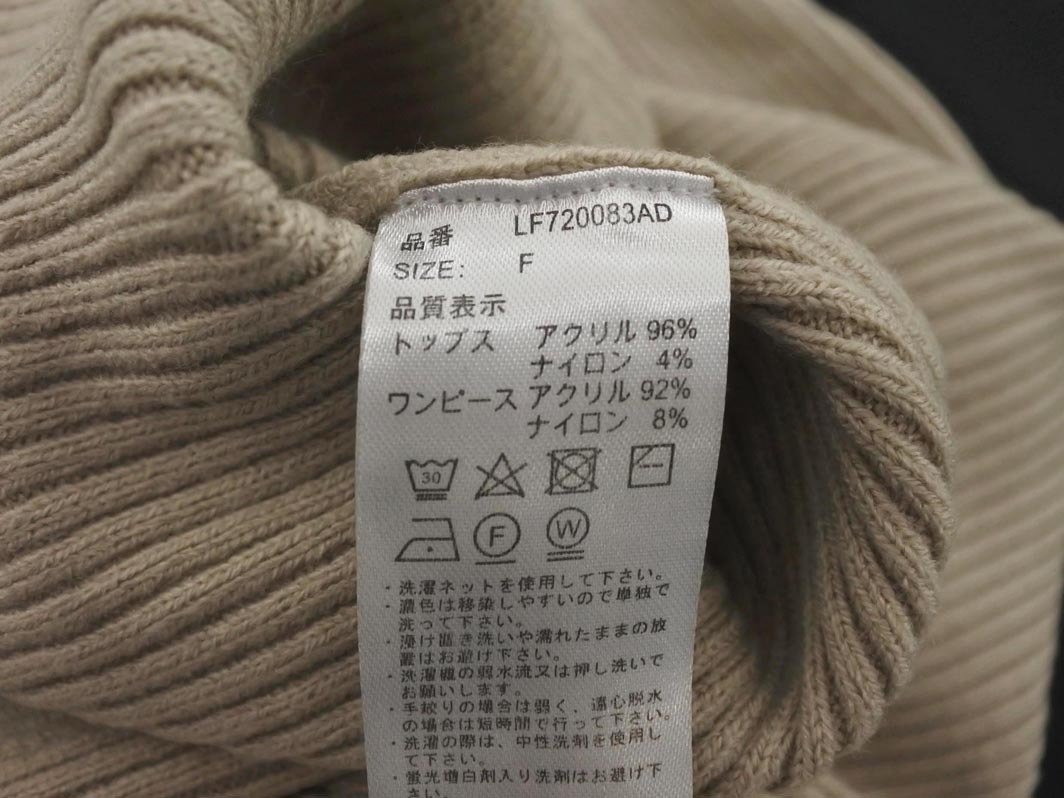 品番 LF720083AD
SIZE: F
品質表示
トップス アクリル 96%
ナイロン 4%
ワンピース アクリル 92%
ナイロン 8%
30
F W
・洗濯ネットを使用して下さい。
・濃色は移染しやすいので単独で
洗って下さい。
・浸け置き洗いや濡れたままの放
置はお避け下さい。
・洗濯機の弱水流又は押し洗いで
お願いします。
・手絞りの場合は弱く、遠心脱水
の場合は短時間で行って下さい。
・洗濯の際は、中性洗剤を使用し
て下さい。
・蛍光増白剤入り洗剤はお避け下
さい。